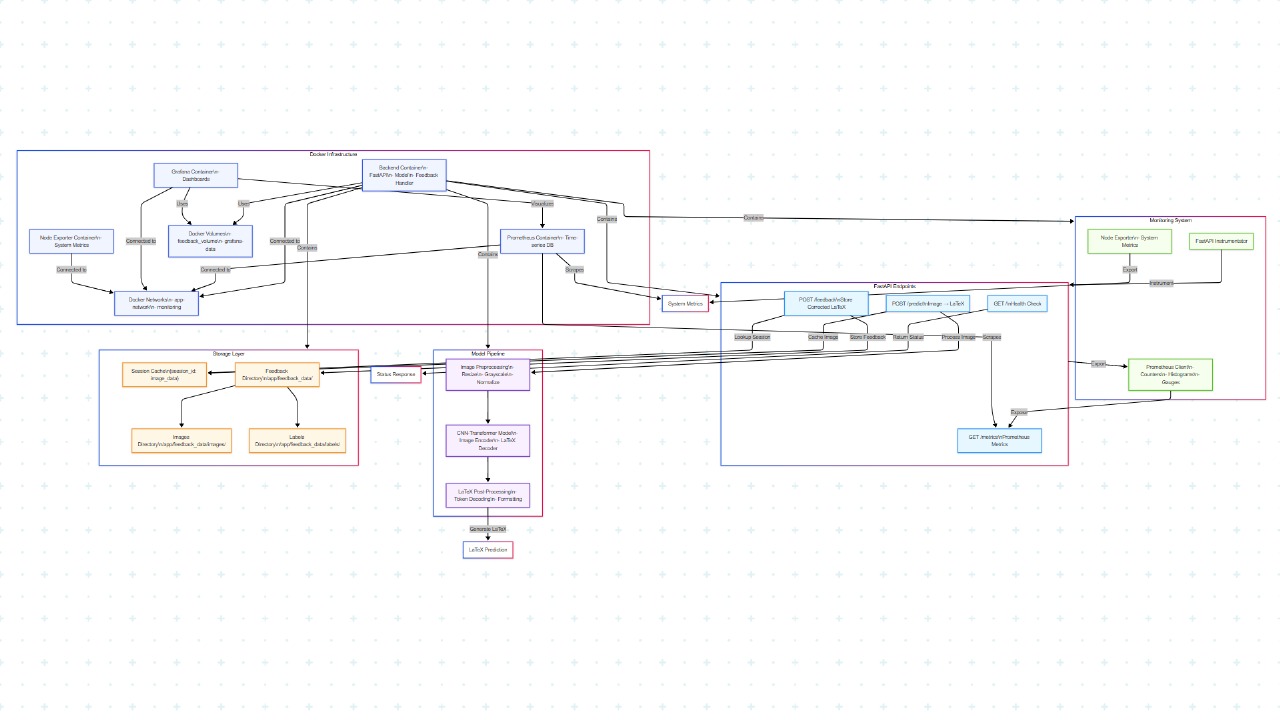 Docker Infrastructure
Grafana Container\n-
Dashboards
Backend Container\n-
FastAPI\n- Model\n- Feedback
Handler
Uses
Uses
Visualizes
Contains
Contains
Node Exporter Container\n-
System Metrics
Connected to
Docker Volumes\n-
feedback_volume\n- grafana-
data
Connected to
Contains
Prometheus Container\n- Time-
series DB
Contains
Connected to
Connected to
Scrapes
Docker Networks\n- app-
network\n- monitoring
System Metrics
Monitoring System
Node Exporter\n- System
Metrics
FastAPI Instrumentator
Export
Instrument
FastAPI Endpoints
POST /feedback\nStore
Corrected LaTeX
POST /predict\nImage → LaTeX
GET /\nHealth Check
Lookup Session
Cache Image
Store Feedback
Return Status
Process Image
Scrapes
Export
Prometheus Client\n-
Counters\n- Histograms\n-
Gauges
Expose
GET /metrics\nPrometheus
Metrics
Storage Layer
Session Cache\n(session_id:
image_data)
Feedback
Directory\n/app/feedback_data/
Status Response
Images
Directory\n/app/feedback_data/images/
Labels
Directory\n/app/feedback_data/labels/
Model Pipeline
Image Preprocessing\n-
Resize\n- Grayscale\n-
Normalize
CNN-Transformer Model\n-
Image Encoder\n- LaTeX
Decoder
LaTeX Post-Processing\n-
Token Decoding\n- Formatting
Generate LaTeX
LaTeX Prediction